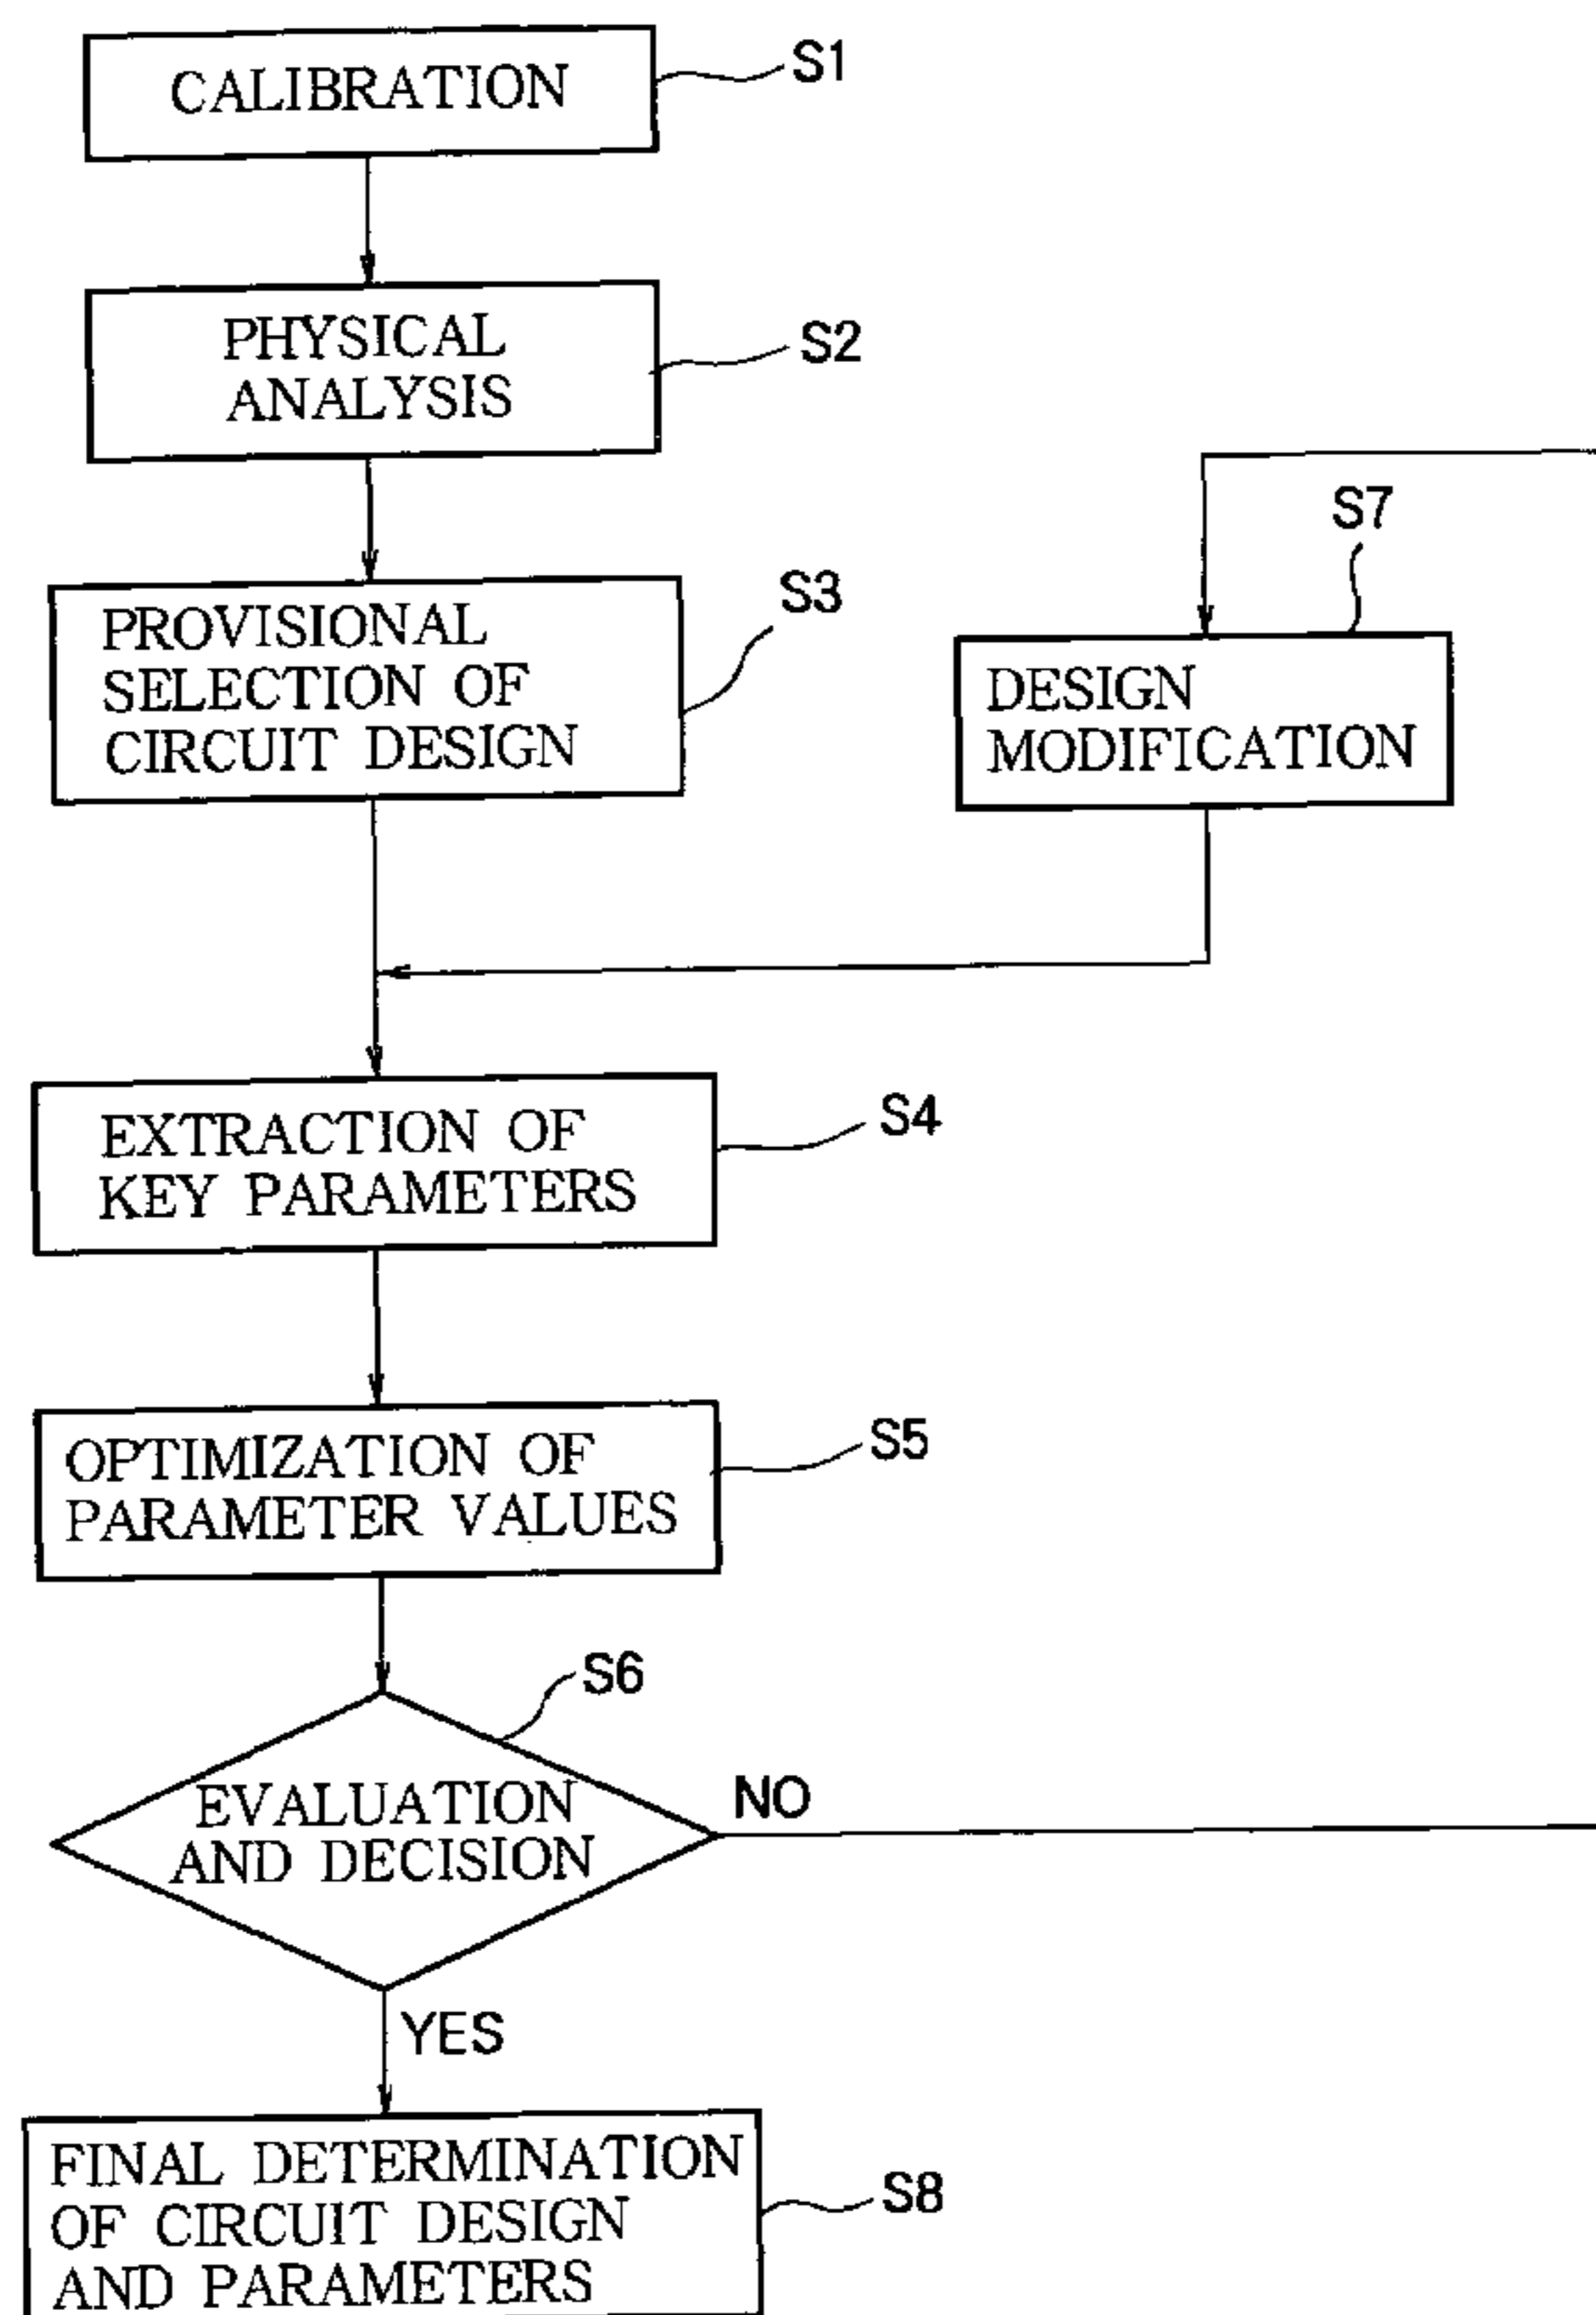 CALIBRATION
S1
PHYSICAL
ANALYSIS
S2
PROVISIONAL
SELECTION OF
CIRCUIT DESIGN
S3
S7
DESIGN
MODIFICATION
EXTRACTION OF
KEY PARAMETERS
S4
OPTIMIZATION OF
PARAMETER VALUES
S5
S6
EVALUATION
AND DECISION
NO
YES
FINAL DETERMINATION
OF CIRCUIT DESIGN
AND PARAMETERS
S8